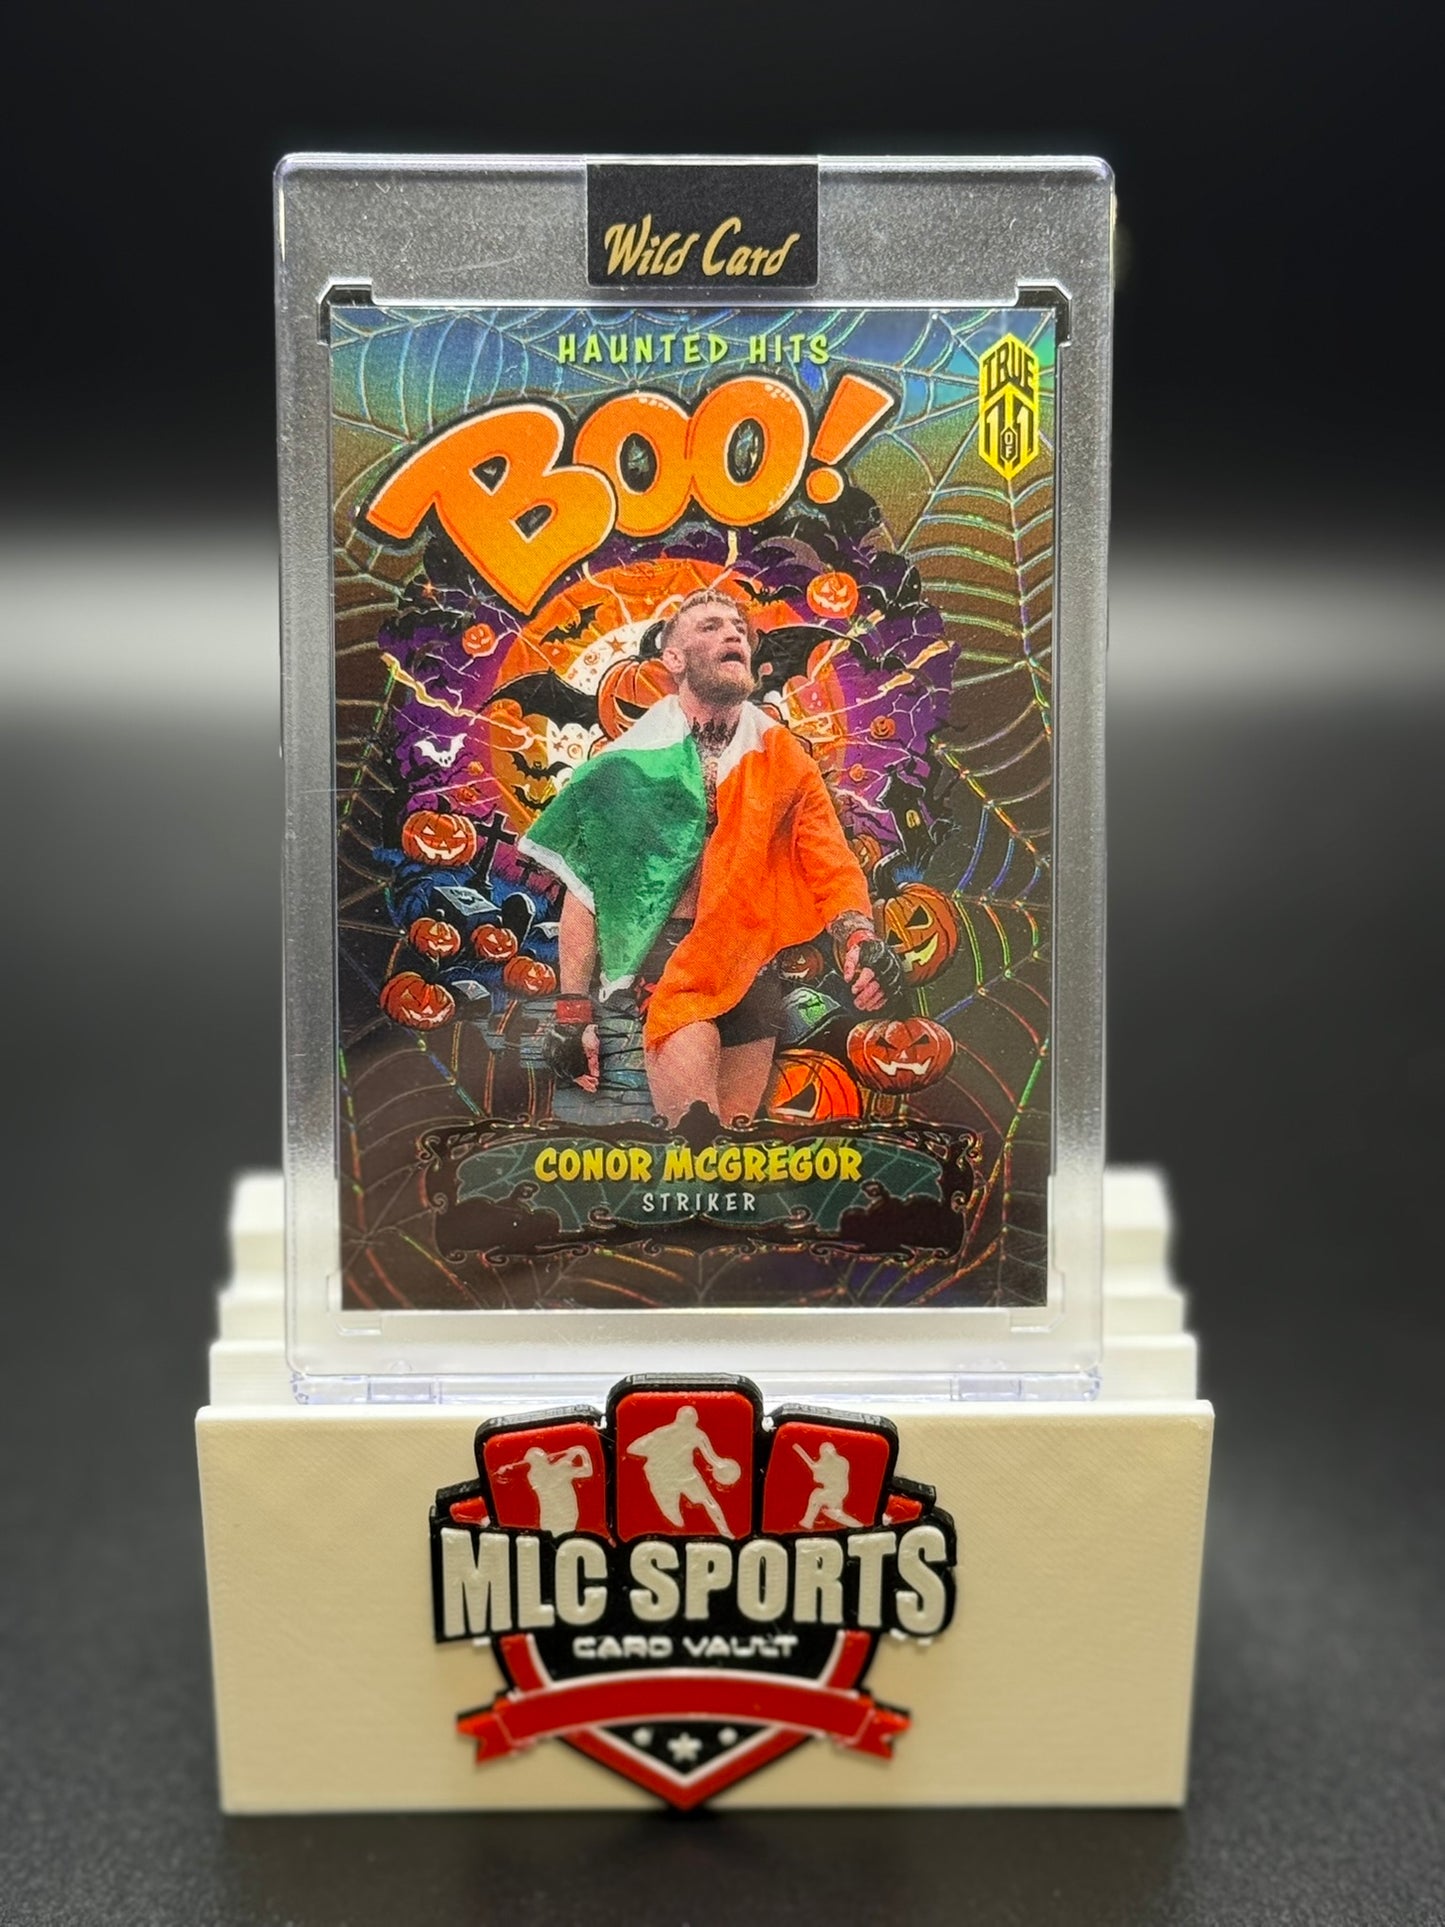 Wild Card
HAUNTED HITS
BOO!
TRUE
1 OF 1
CONOR MCGREGOR
STRIKER
MLC SPORTS
CARD VAULT